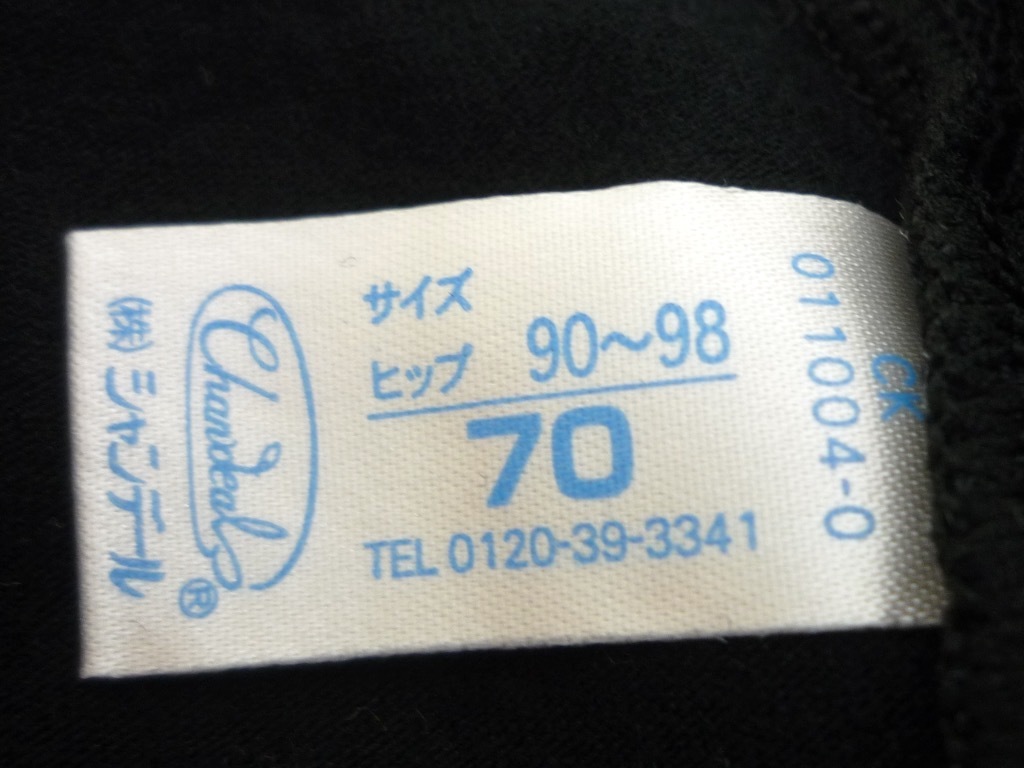 (株)シャンデール
Chandeal
®
サイズ
ヒップ 90~98
70
TEL 0120-39-3341
CK
011004-0